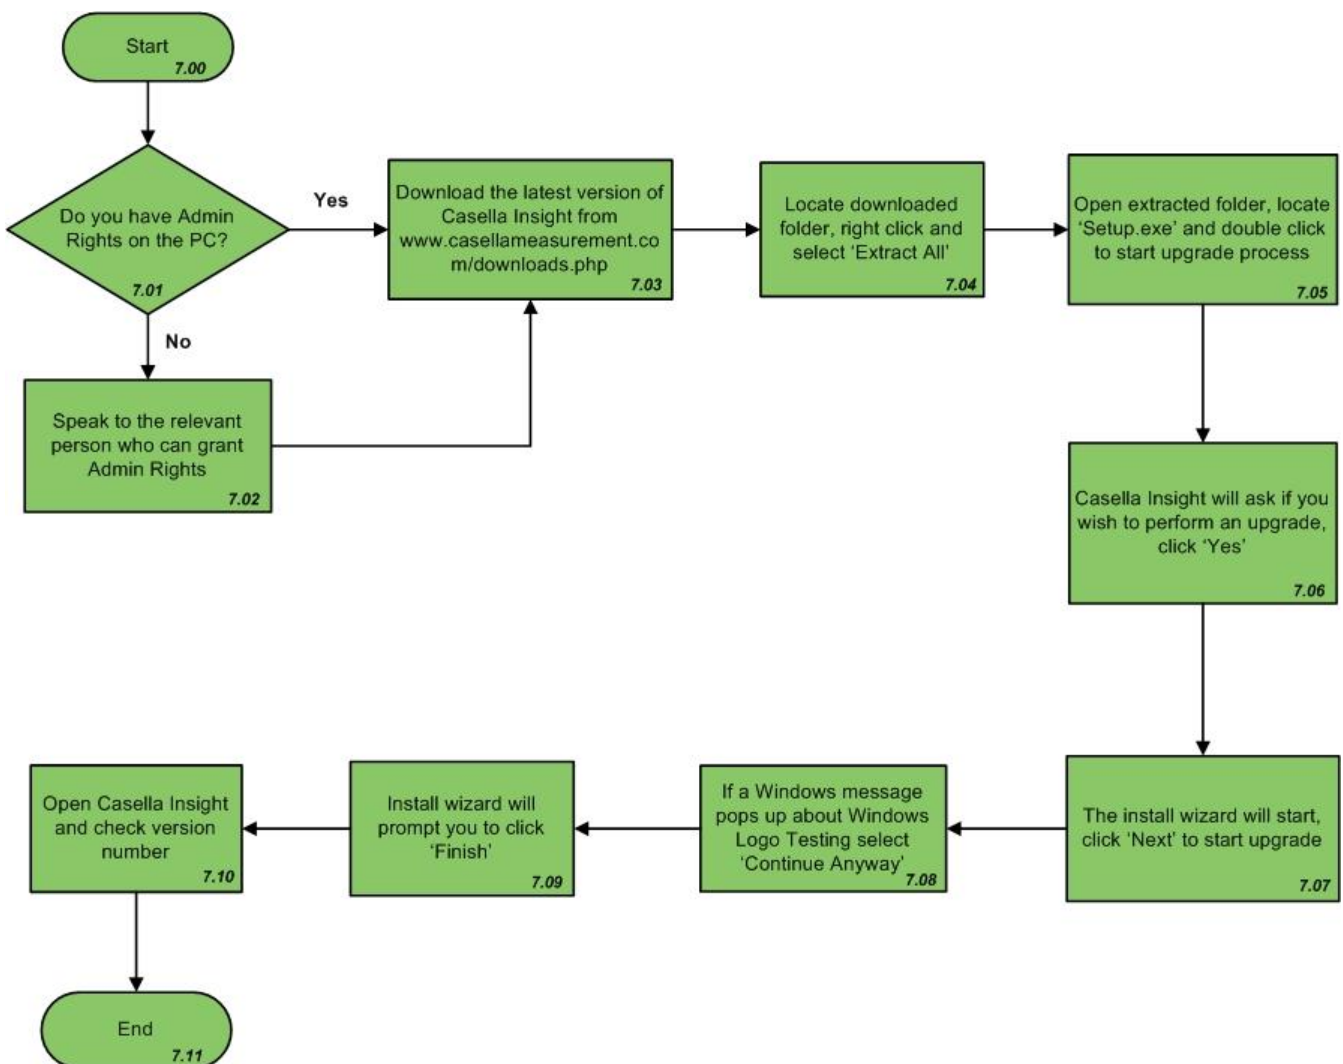 Start
7.00
Do you have Admin
Rights on the PC?
7.01
Yes
No
Speak to the relevant
person who can grant
Admin Rights
7.02
Download the latest version of
Casella Insight from
www.casellameasurement.co
m/downloads.php
7.03
Locate downloaded
folder, right click and
select ‘Extract All’
7.04
Open extracted folder, locate
‘Setup.exe’ and double click
to start upgrade process
7.05
Casella Insight will ask if you
wish to perform an upgrade,
click ‘Yes’
7.06
The install wizard will start,
click ‘Next’ to start upgrade
7.07
If a Windows message
pops up about Windows
Logo Testing select
‘Continue Anyway’
7.08
Install wizard will
prompt you to click
‘Finish’
7.09
Open Casella Insight
and check version
number
7.10
End
7.11